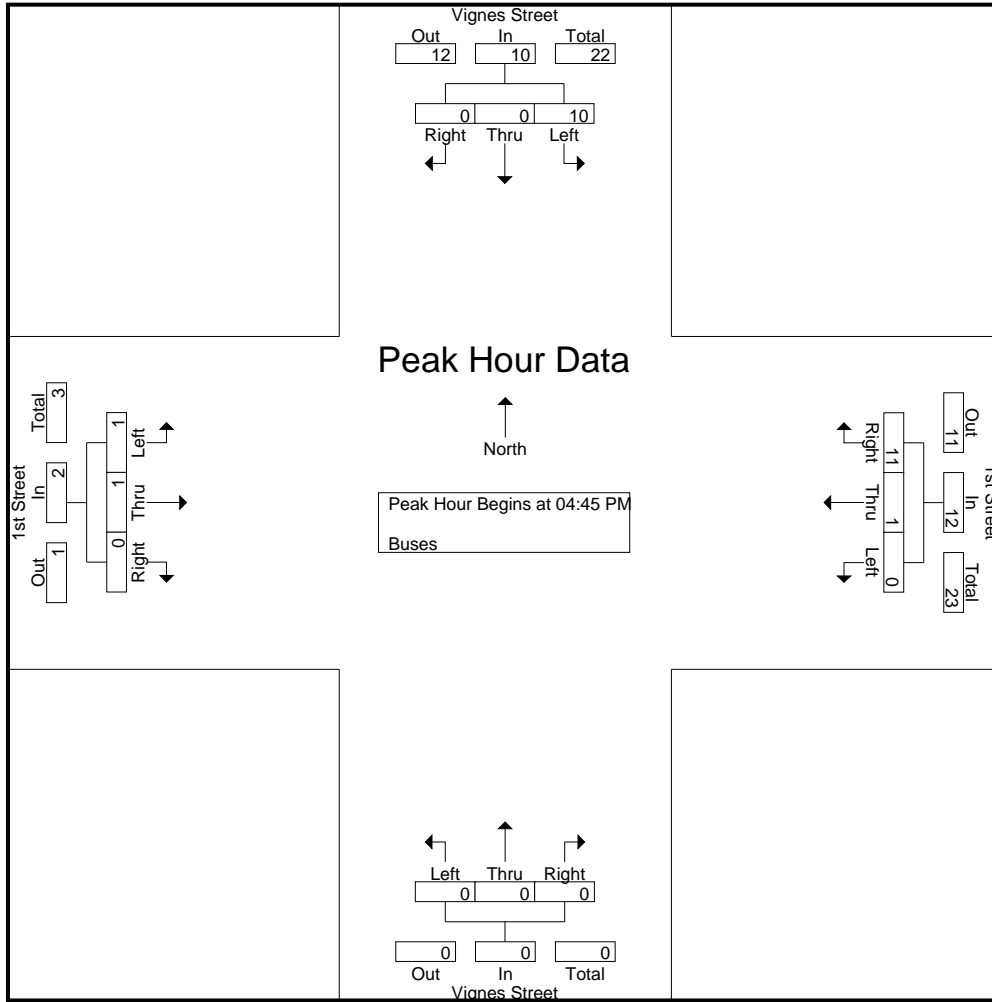 Vignes Street
Out In Total
12 10 22
0 0 10
Right Thru Left
Peak Hour Data
North
Peak Hour Begins at 04:45 PM
Buses
1st Street
Total In Out
3 2 1
1 1 0
Left Thru Right
1st Street
Out In Total
11 12 23
11 1 0
Right Thru Left
Left Thru Right
0 0 0
0 0 0
Out In Total
Vignes Street